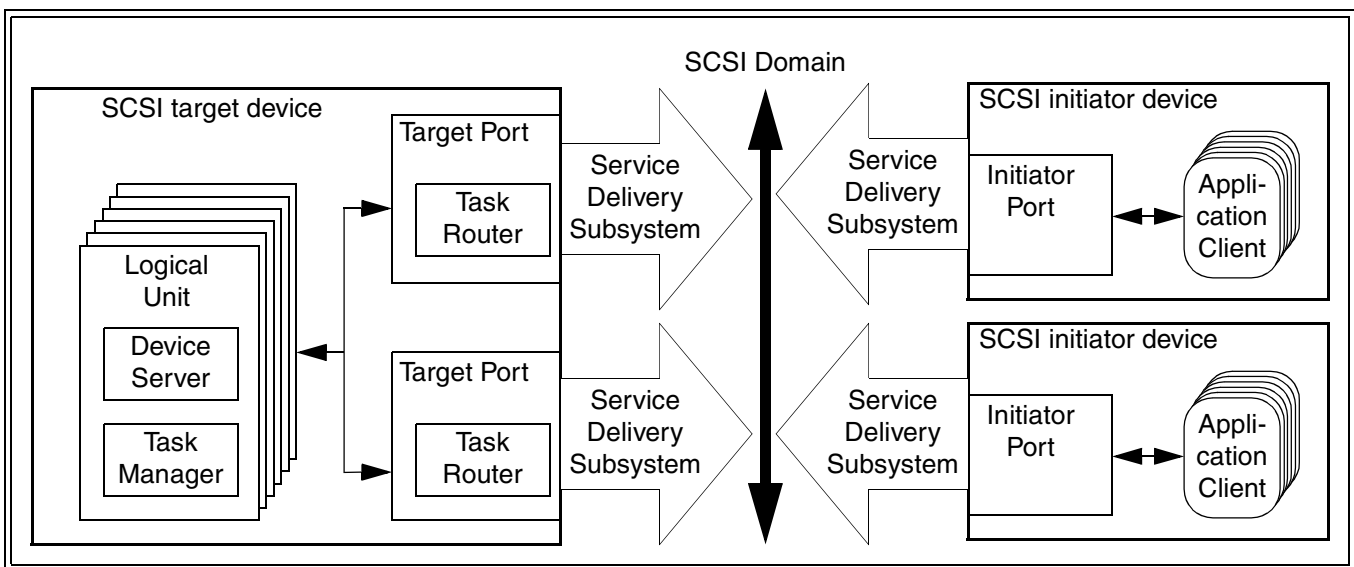 SCSI Domain
SCSI target device
Target Port
Task
Router
Service
Delivery
Subsystem
Logical
Unit
Device
Server
Task
Manager
Target Port
Task
Router
Service
Delivery
Subsystem
Service
Delivery
Subsystem
SCSI initiator device
Initiator
Port
Appli-
cation
Client
Service
Delivery
Subsystem
SCSI initiator device
Initiator
Port
Appli-
cation
Client